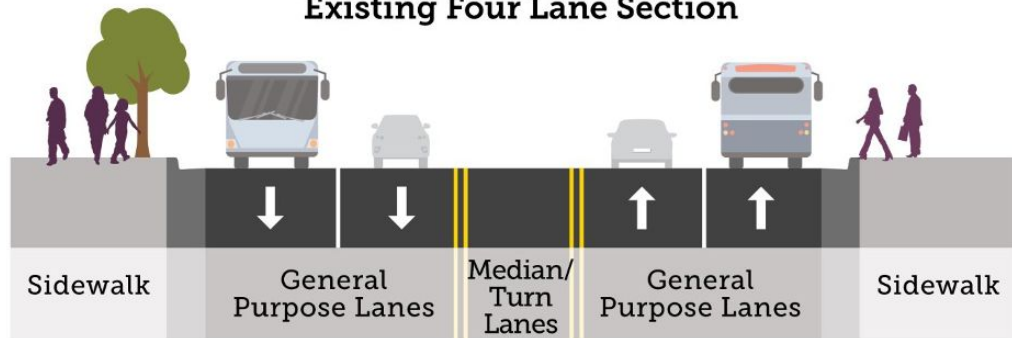 Existing Four Lane Section
Sidewalk
General
Purpose Lanes
Median/
Turn
Lanes
General
Purpose Lanes
Sidewalk